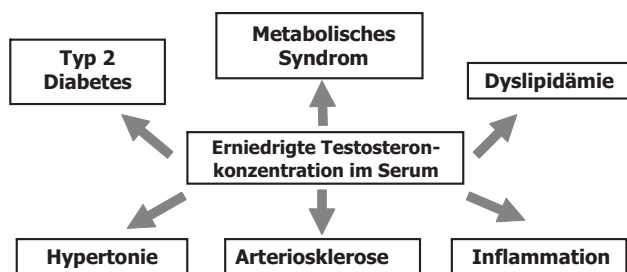 Typ 2
Diabetes
Metabolisches
Syndrom
Dyslipidämie
Erniedrigte Testosteron-
konzentration im Serum
Hypertonie
Arteriosklerose
Inflammation